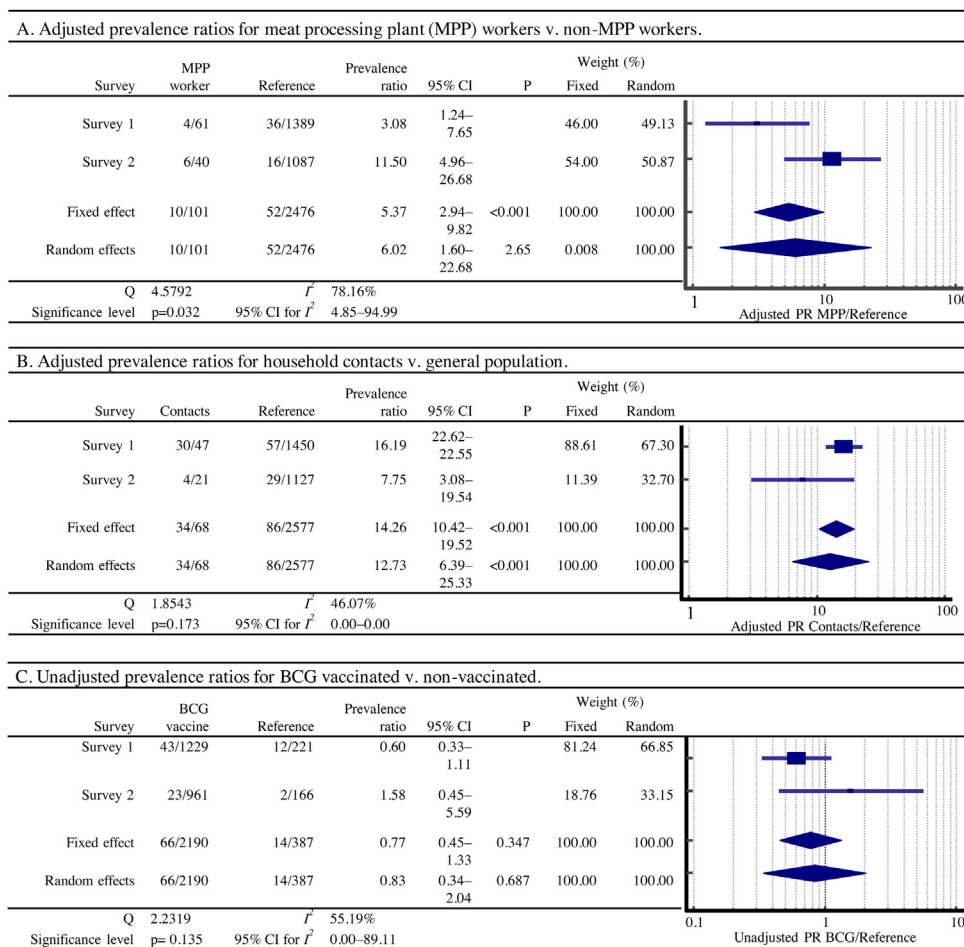 A. Adjusted prevalence ratios for meat processing plant (MPP) workers v. non-MPP workers.
MPP Prevalence Weight (%)
Survey worker Reference ratio 95% CI P Fixed Random
Survey 1 4/61 36/1389 3.08 1.24– 46.00 49.13
7.65
Survey 2 6/40 16/1087 11.50 4.96– 54.00 50.87
26.68
Fixed effect 10/101 52/2476 5.37 2.94– <0.001 100.00 100.00
9.82
Random effects 10/101 52/2476 6.02 1.60– 2.65 0.008 100.00
22.68
Q 4.5792 I² 78.16%
Significance level p=0.032 95% CI for I² 4.85–94.99
1 10 100
Adjusted PR MPP/Reference
B. Adjusted prevalence ratios for household contacts v. general population.
Prevalence Weight (%)
Survey Contacts Reference ratio 95% CI P Fixed Random
Survey 1 30/47 57/1450 16.19 22.62– 88.61 67.30
22.55
Survey 2 4/21 29/1127 7.75 3.08– 11.39 32.70
19.54
Fixed effect 34/68 86/2577 14.26 10.42– <0.001 100.00 100.00
19.52
Random effects 34/68 86/2577 12.73 6.39– <0.001 100.00 100.00
25.33
Q 1.8543 I² 46.07%
Significance level p=0.173 95% CI for I² 0.00–0.00
1 10 100
Adjusted PR Contacts/Reference
C. Unadjusted prevalence ratios for BCG vaccinated v. non-vaccinated.
BCG Prevalence Weight (%)
Survey vaccine Reference ratio 95% CI P Fixed Random
Survey 1 43/1229 12/221 0.60 0.33– 81.24 66.85
1.11
Survey 2 23/961 2/166 1.58 0.45– 18.76 33.15
5.59
Fixed effect 66/2190 14/387 0.77 0.45– 0.347 100.00 100.00
1.33
Random effects 66/2190 14/387 0.83 0.34– 0.687 100.00 100.00
2.04
Q 2.2319 I² 55.19%
Significance level p= 0.135 95% CI for I² 0.00–89.11
0.1 1 10
Unadjusted PR BCG/Reference